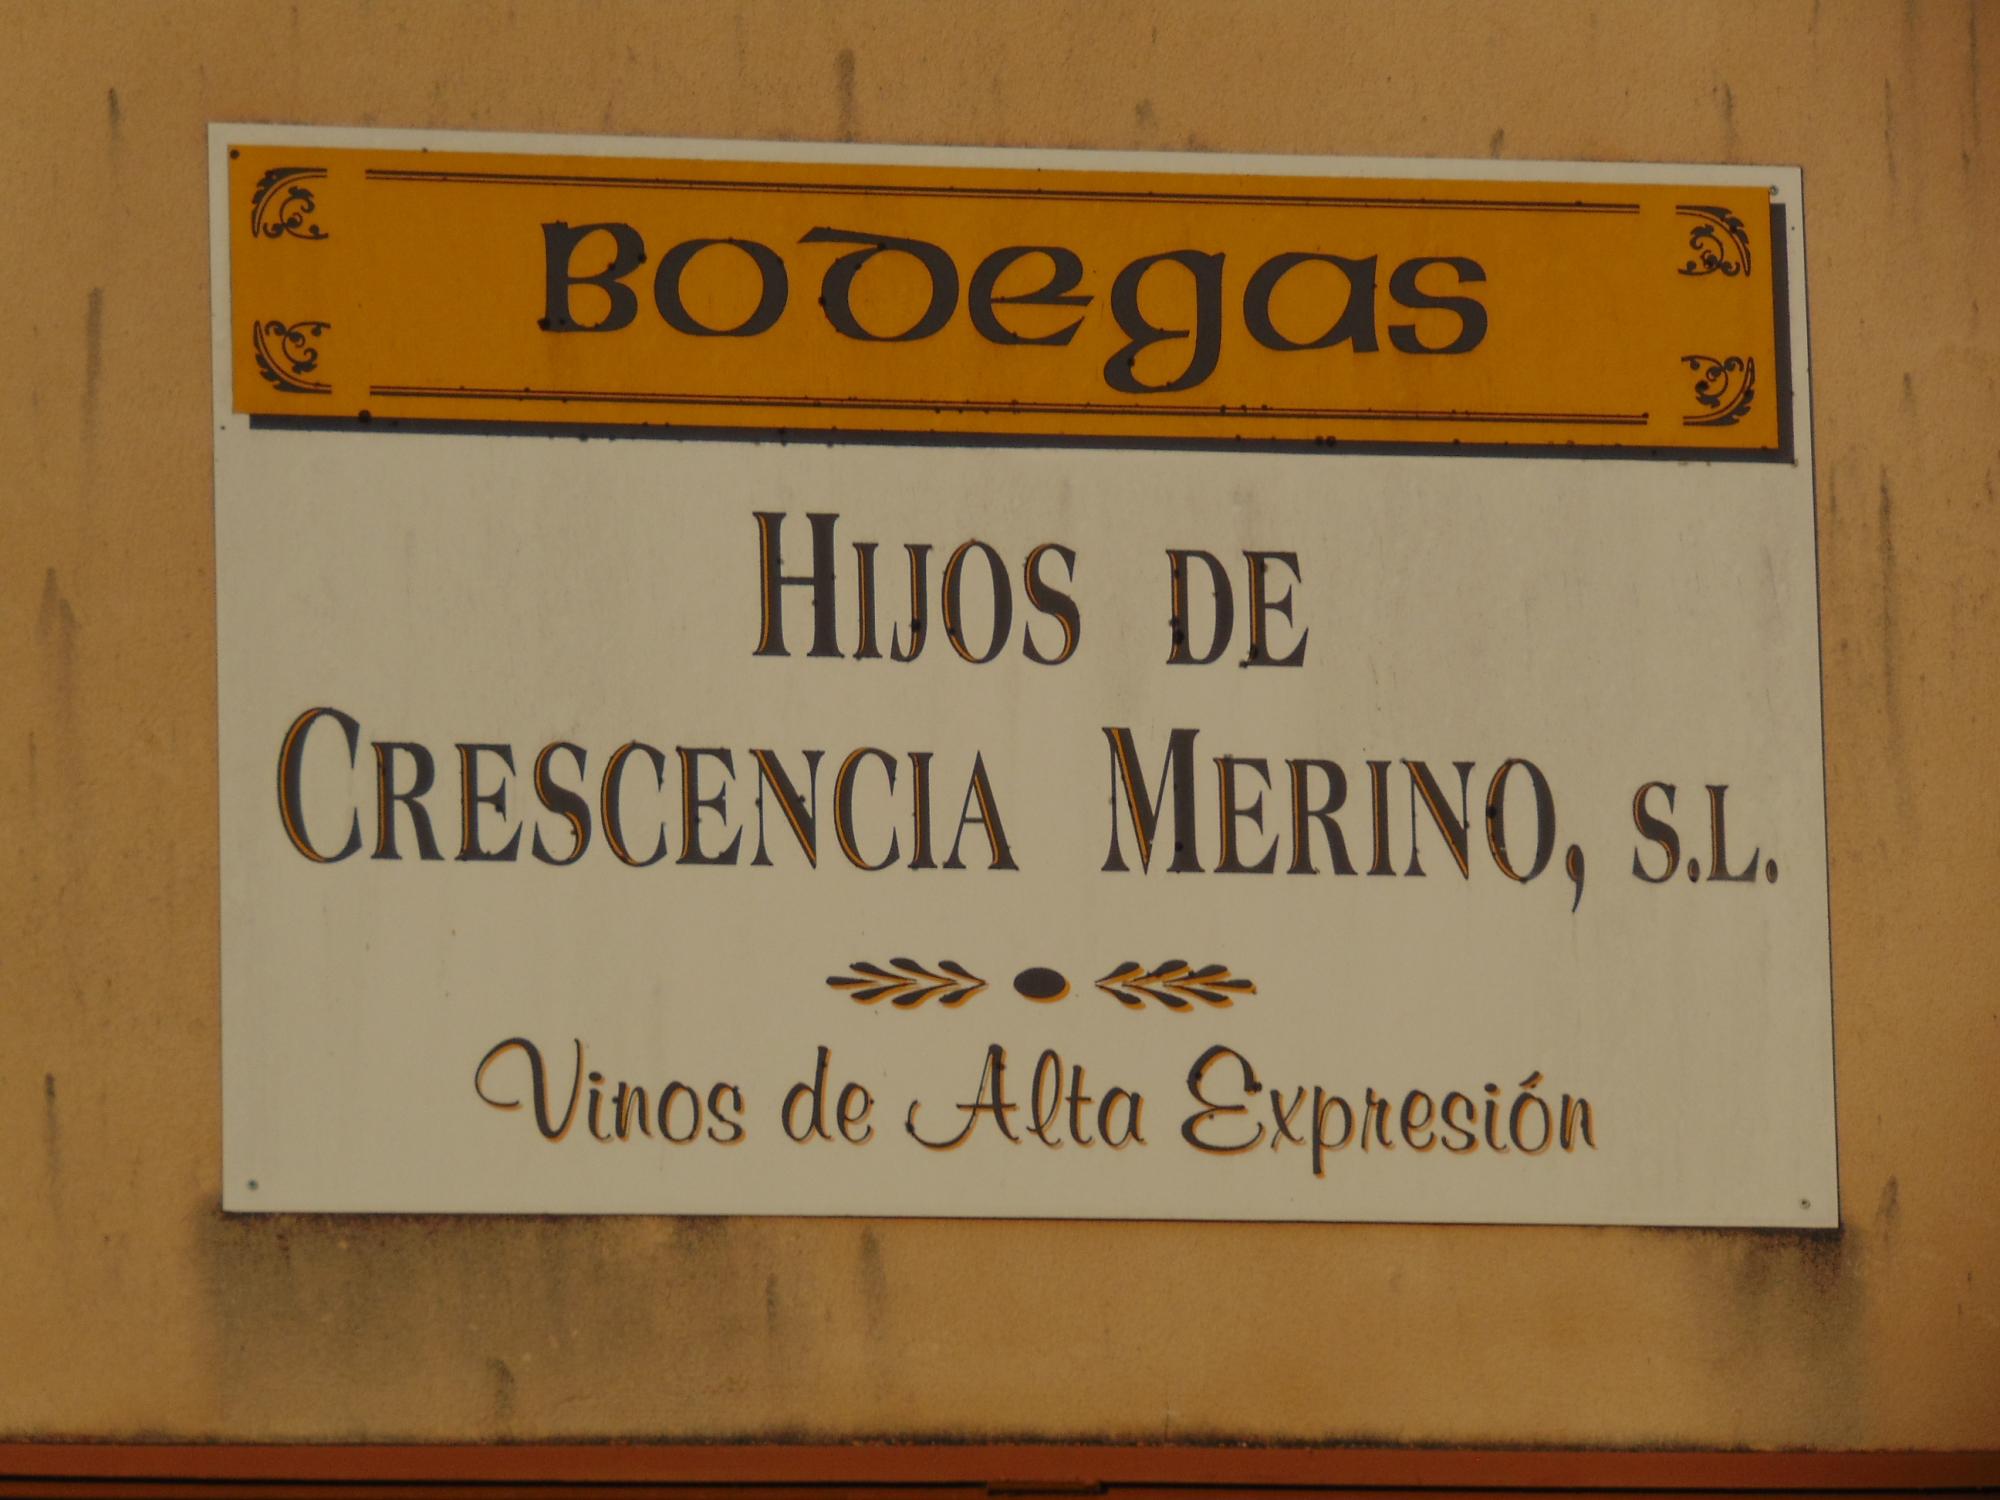 Bodegas
HIJOS DE
CRESCENCIA MERINO, S.L.
Vinos de Alta Expresión